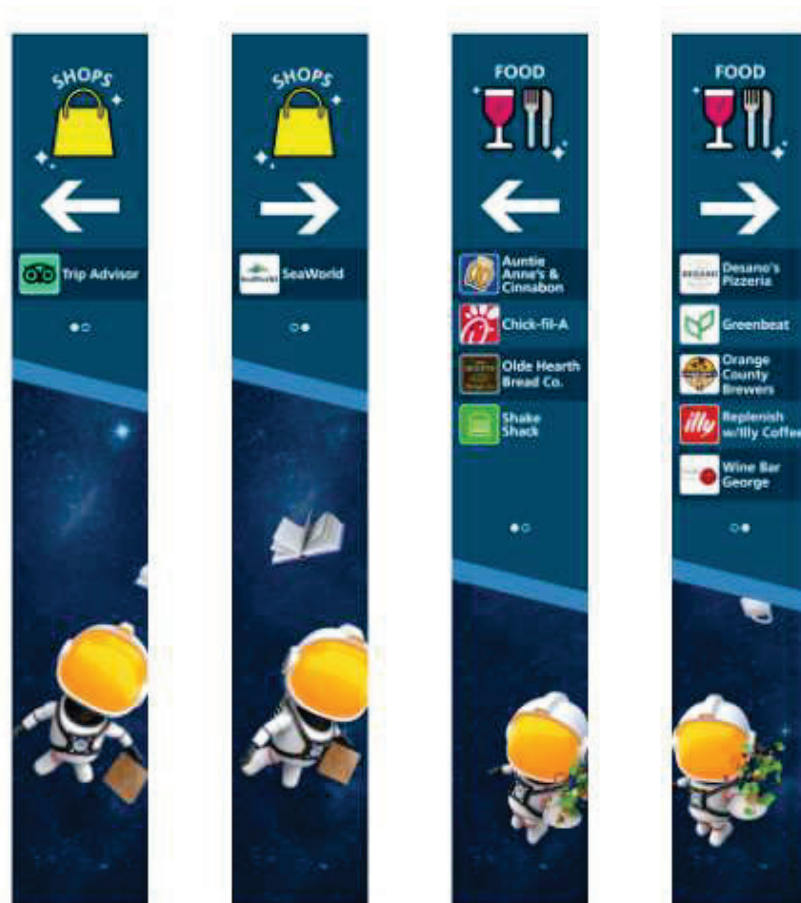 SHOPS
Trip Advisor
SHOPS
SeaWorld
FOOD
Auntie
Anne's &
Cinnabon
Chick-fil-A
Olde Hearth
Bread Co.
Shake
Shack
FOOD
DESANO
Desano's
Pizzeria
Greenbeat
Orange
County
Brewers
illy
Replenish
w/Illy Coffee
Wine Bar
George